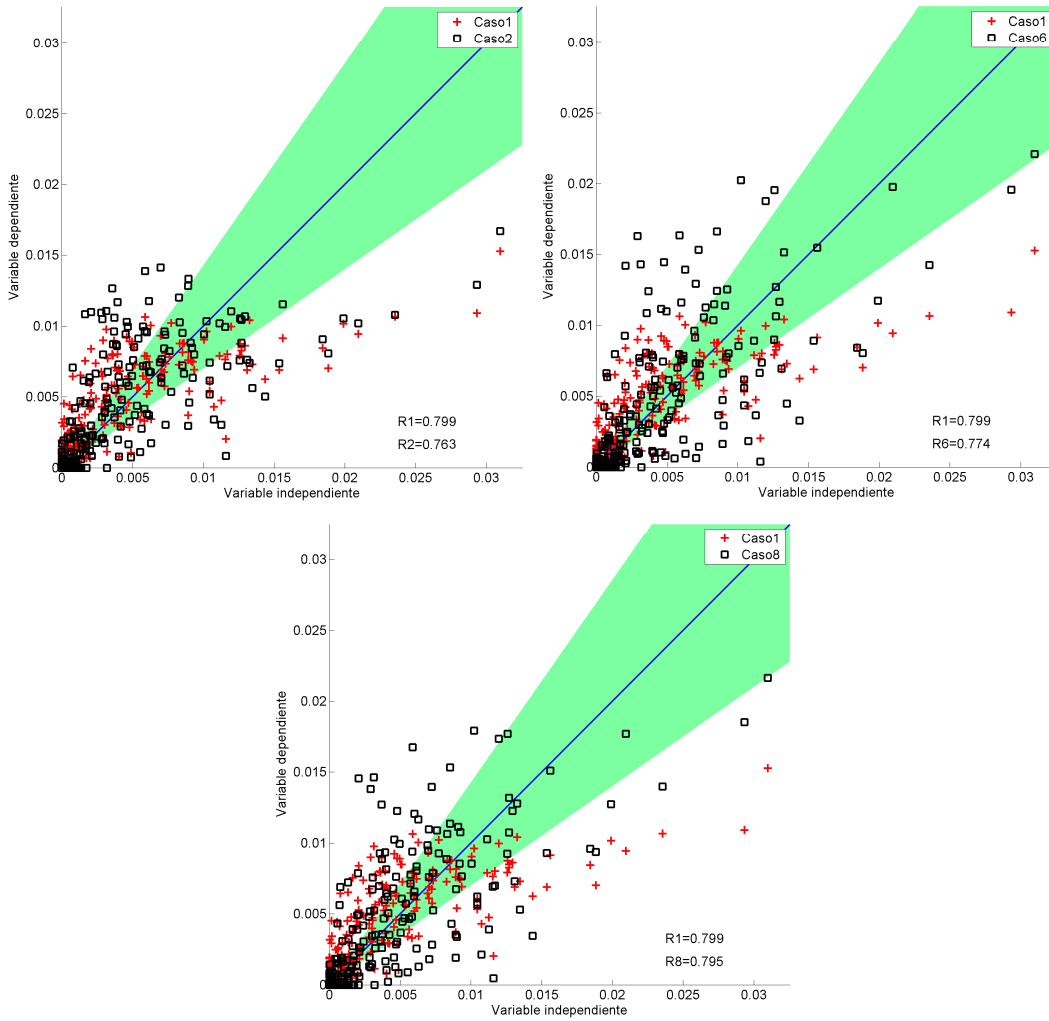 Caso1
Caso2
0.03
0.025
0.02
0.015
0.01
0.005
0
Variable dependiente
R1=0.799
R2=0.763
0 0.005 0.01 0.015 0.02 0.025 0.03
Variable independiente
Caso1
Caso6
0.03
0.025
0.02
0.015
0.01
0.005
0
Variable dependiente
R1=0.799
R6=0.774
0 0.005 0.01 0.015 0.02 0.025 0.03
Variable independiente
Caso1
Caso8
0.03
0.025
0.02
0.015
0.01
0.005
0
Variable dependiente
R1=0.799
R8=0.795
0 0.005 0.01 0.015 0.02 0.025 0.03
Variable independiente